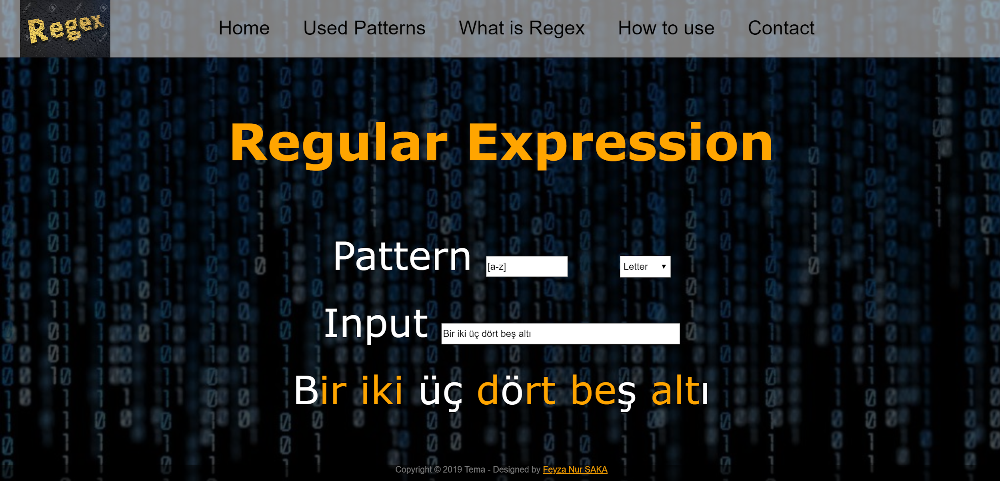 Regex
Home Used Patterns What is Regex How to use Contact
Regular Expression
Pattern [a-z] Letter
Input Bir iki üç dört beş altı
Bir iki üç dört beş altı
Copyright © 2019 Tema - Designed by Feyza Nur SAKA